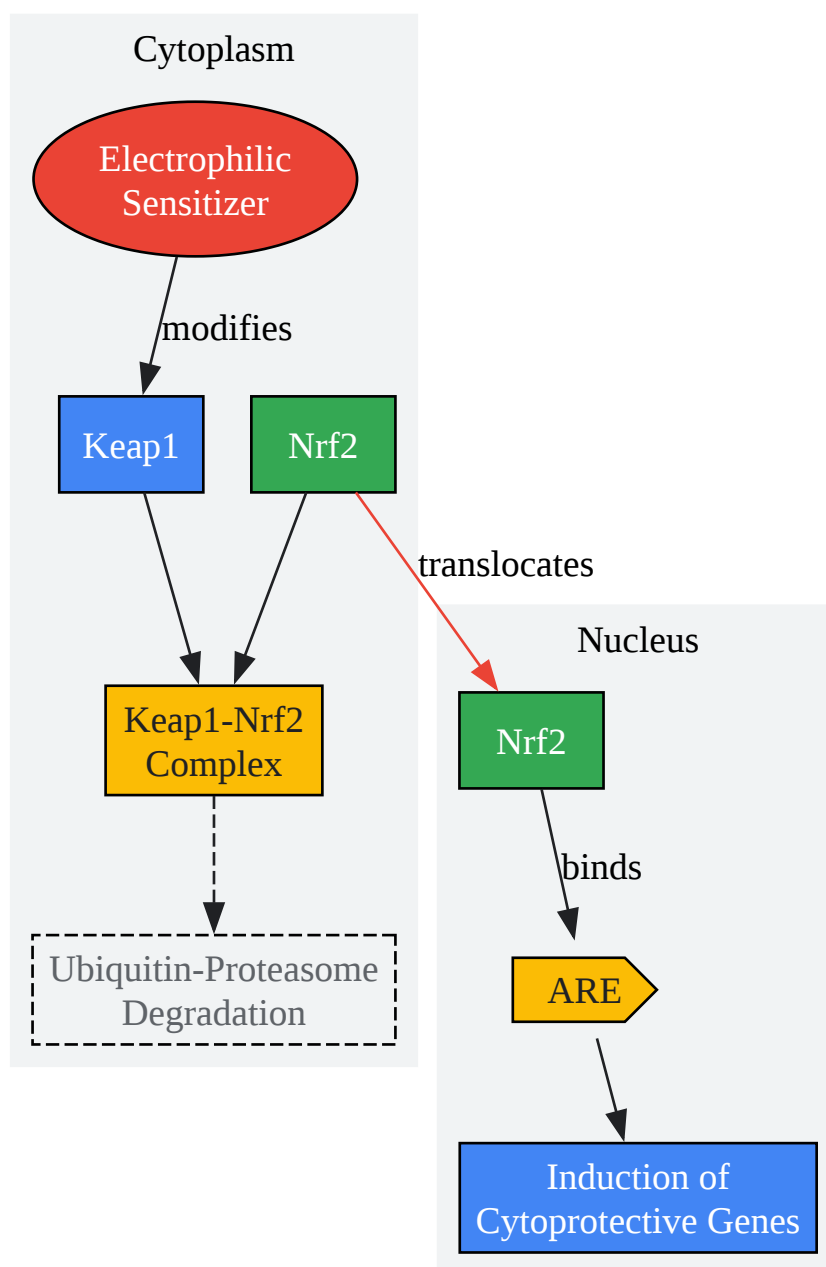 Cytoplasm
Electrophilic
Sensitizer
modifies
Keap1
Nrf2
translocates
Nucleus
Keap1-Nrf2
Complex
Nrf2
binds
Ubiquitin-Proteasome
Degradation
ARE
Induction of
Cytoprotective Genes